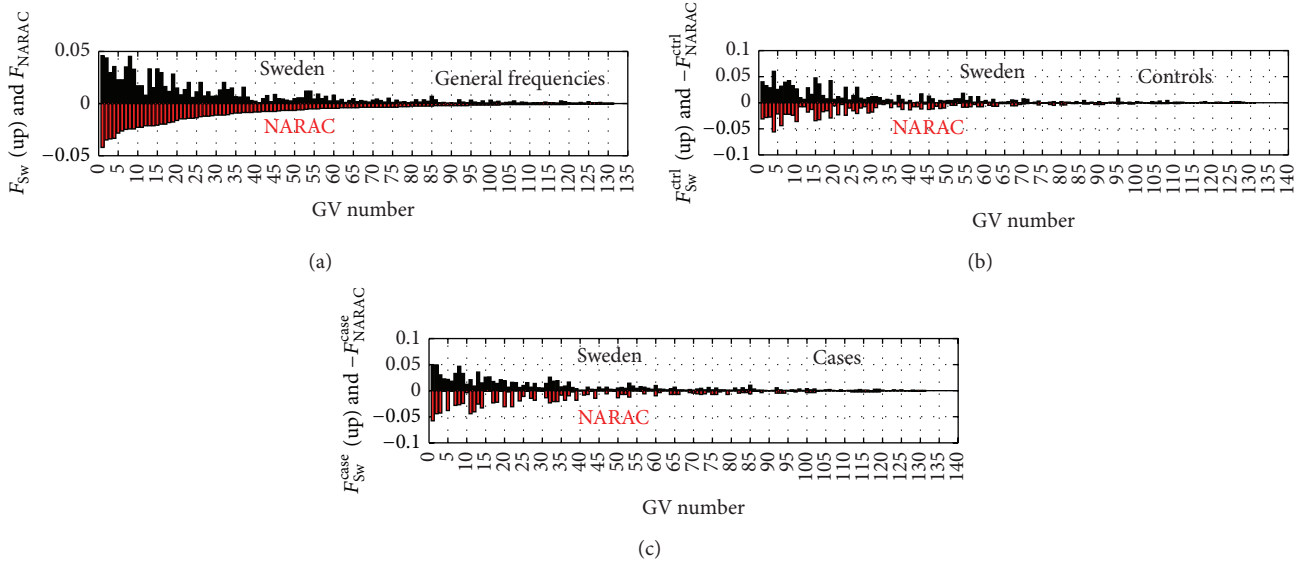 F_Sw (up) and F_NARAC
0.05
0
−0.05
Sweden
General frequencies
NARAC
0 5 10 15 20 25 30 35 40 45 50 55 60 65 70 75 80 85 90 95 100 105 110 115 120 125 130 135
GV number
(a)
F_Sw^ctrl (up) and −F_NARAC^ctrl
0.1
0.05
0
−0.05
−0.1
Sweden
Controls
NARAC
0 5 10 15 20 25 30 35 40 45 50 55 60 65 70 75 80 85 90 95 100 105 110 115 120 125 130 135 140
GV number
(b)
F_Sw^case (up) and −F_NARAC^case
0.1
0.05
0
−0.05
−0.1
Sweden
Cases
NARAC
0 5 10 15 20 25 30 35 40 45 50 55 60 65 70 75 80 85 90 95 100 105 110 115 120 125 130 135 140
GV number
(c)